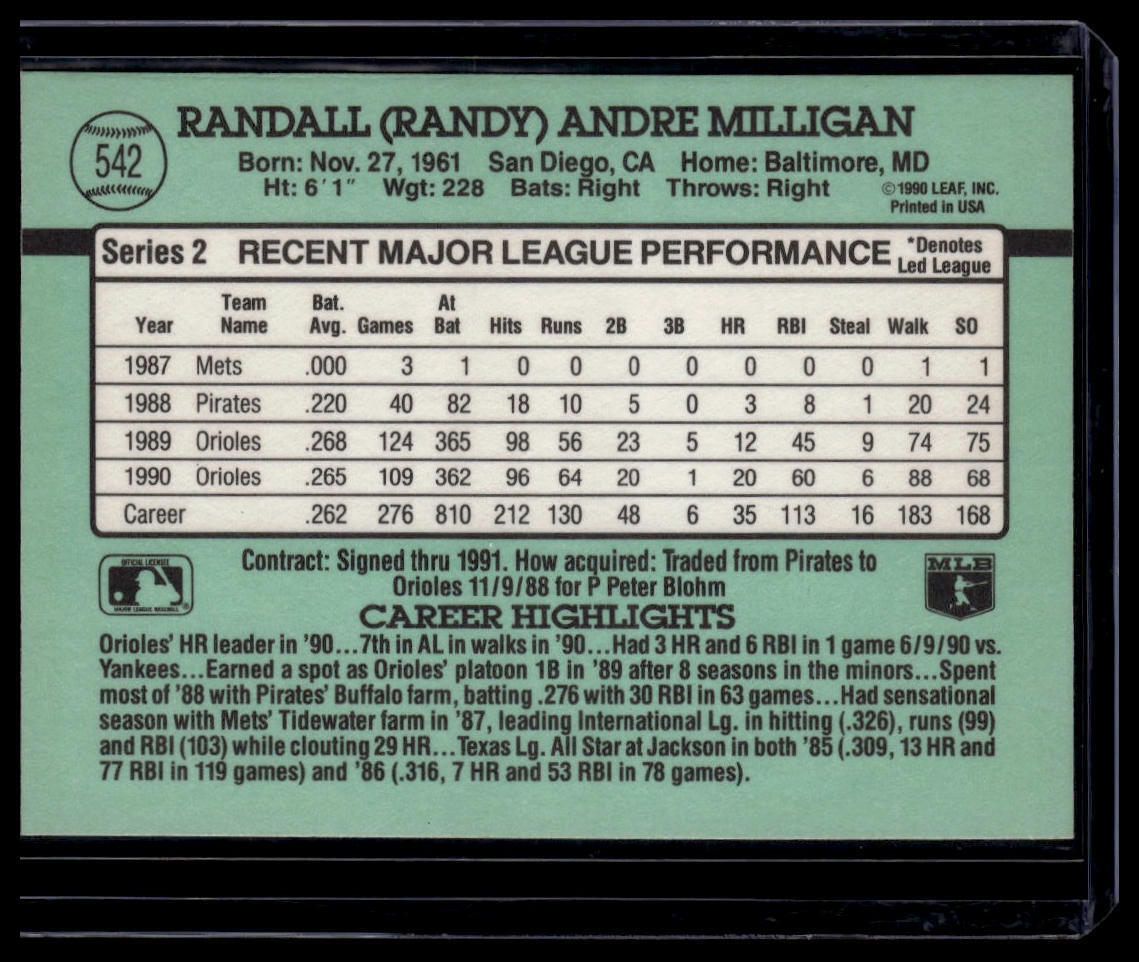 RANDALL (RANDY) ANDRE MILLIGAN
542
Born: Nov. 27, 1961 San Diego, CA Home: Baltimore, MD
Ht: 6'1" Wgt: 228 Bats: Right Throws: Right ©1990 LEAF, INC.
Printed in USA
Series 2 RECENT MAJOR LEAGUE PERFORMANCE *Denotes
Led League
Team Bat. At
Year Name Avg. Games Bat Hits Runs 2B 3B HR RBI Steal Walk SO
1987 Mets .000 3 1 0 0 0 0 0 0 0 1 1
1988 Pirates .220 40 82 18 10 5 0 3 8 1 20 24
1989 Orioles .268 124 365 98 56 23 5 12 45 9 74 75
1990 Orioles .265 109 362 96 64 20 1 20 60 6 88 68
Career .262 276 810 212 130 48 6 35 113 16 183 168
OFFICIAL LICENSEE
MAJOR LEAGUE BASEBALL
®
Contract: Signed thru 1991. How acquired: Traded from Pirates to
Orioles 11/9/88 for P Peter Blohm
MLB
CAREER HIGHLIGHTS
Orioles' HR leader in '90...7th in AL in walks in '90...Had 3 HR and 6 RBI in 1 game 6/9/90 vs.
Yankees...Earned a spot as Orioles' platoon 1B in '89 after 8 seasons in the minors...Spent
most of '88 with Pirates' Buffalo farm, batting .276 with 30 RBI in 63 games...Had sensational
season with Mets' Tidewater farm in '87, leading International Lg. in hitting (.326), runs (99)
and RBI (103) while clouting 29 HR...Texas Lg. All Star at Jackson in both '85 (.309, 13 HR and
77 RBI in 119 games) and '86 (.316, 7 HR and 53 RBI in 78 games).